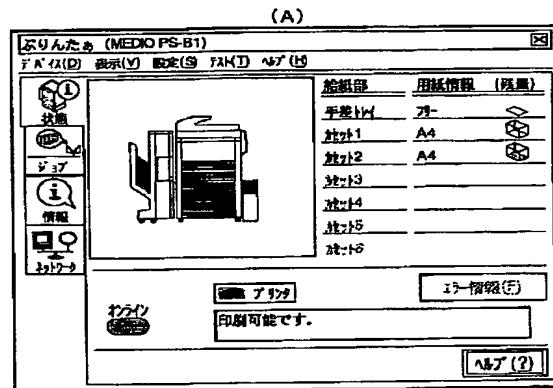 (A)
ぷりんたぁ (MEDIO PS-B1)
ﾃﾞﾊﾞｲｽ(D) 表示(V) 設定(S) ﾃｽﾄ(T) ﾍﾙﾌﾟ(H)
状態
ジョブ
情報
ネットワーク
給紙部 用紙情報 (残量)
手差ﾄﾚｲ ﾌﾘｰ
ｶｾｯﾄ1 A4
ｶｾｯﾄ2 A4
ｶｾｯﾄ3
ｶｾｯﾄ4
ｶｾｯﾄ5
ｶｾｯﾄ6
オンライン
プリンタ
エラー情報(E)
印刷可能です。
ﾍﾙﾌﾟ(?)